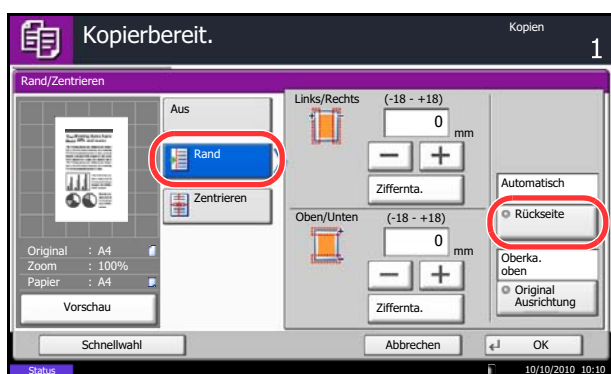 Kopierbereit.
Kopien
1
Rand/Zentrieren
Aus
Rand
Zentrieren
Original : A4
Zoom : 100%
Papier : A4
Vorschau
Links/Rechts (-18 - +18)
0 mm
− +
Zifferنta.
Oben/Unten (-18 - +18)
0 mm
− +
Ziffernta.
Automatisch
Rückseite
Oberka.
oben
Original
Ausrichtung
Schnellwahl
Abbrechen
OK
Status
10/10/2010 10:10